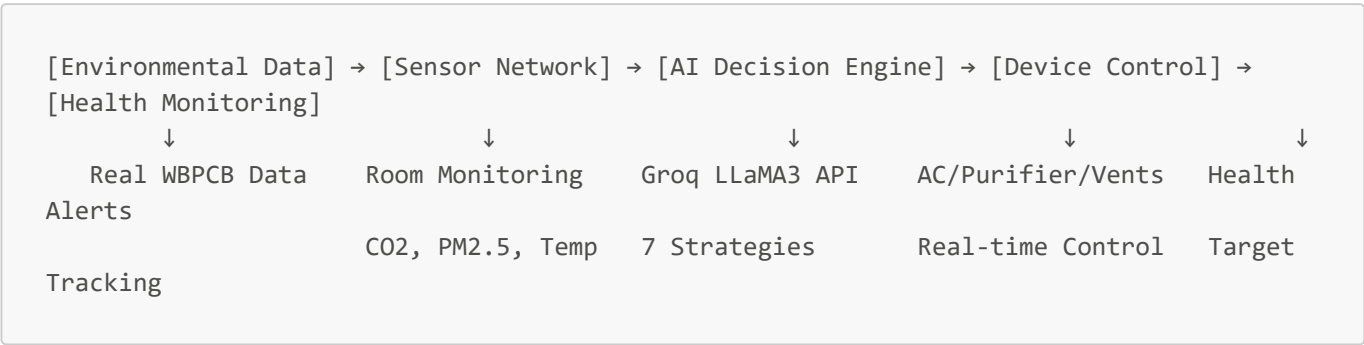 [Environmental Data] → [Sensor Network] → [AI Decision Engine] → [Device Control] →
[Health Monitoring]
↓ ↓ ↓ ↓ ↓
Real WBPCB Data Room Monitoring Groq LLaMA3 API AC/Purifier/Vents Health
Alerts
CO2, PM2.5, Temp 7 Strategies Real-time Control Target
Tracking